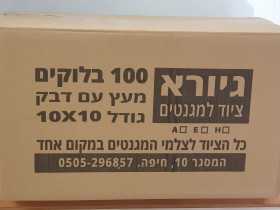 גיורא
ציוד למגנטים
A □ E □ H □
100 בלוקים
מעץ עם דבק
גודל 10X10
כל הציוד לצלמי המגנטים במקום אחד
המסגר 10, חיפה. 0505-296857